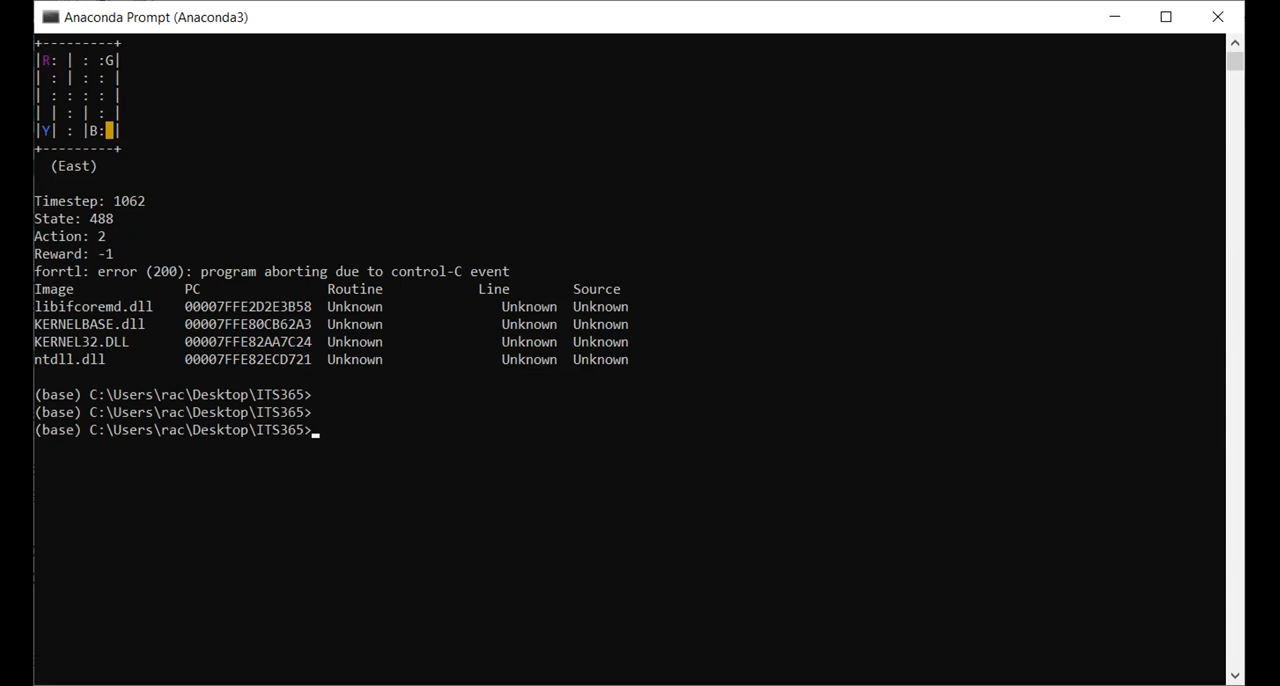 Anaconda Prompt (Anaconda3)
+---------+
|R: | : :G|
| : | : : |
| : : : : |
| | : | : |
|Y| : |B: |
+---------+
  (East)
Timestep: 1062
State: 488
Action: 2
Reward: -1
forrtl: error (200): program aborting due to control-C event
Image              PC                Routine            Line        Source
libifcoremd.dll    00007FFE2D2E3B58  Unknown               Unknown  Unknown
KERNELBASE.dll     00007FFE80CB62A3  Unknown               Unknown  Unknown
KERNEL32.DLL       00007FFE82AA7C24  Unknown               Unknown  Unknown
ntdll.dll          00007FFE82ECD721  Unknown               Unknown  Unknown
(base) C:\Users\rac\Desktop\ITS365>
(base) C:\Users\rac\Desktop\ITS365>
(base) C:\Users\rac\Desktop\ITS365>